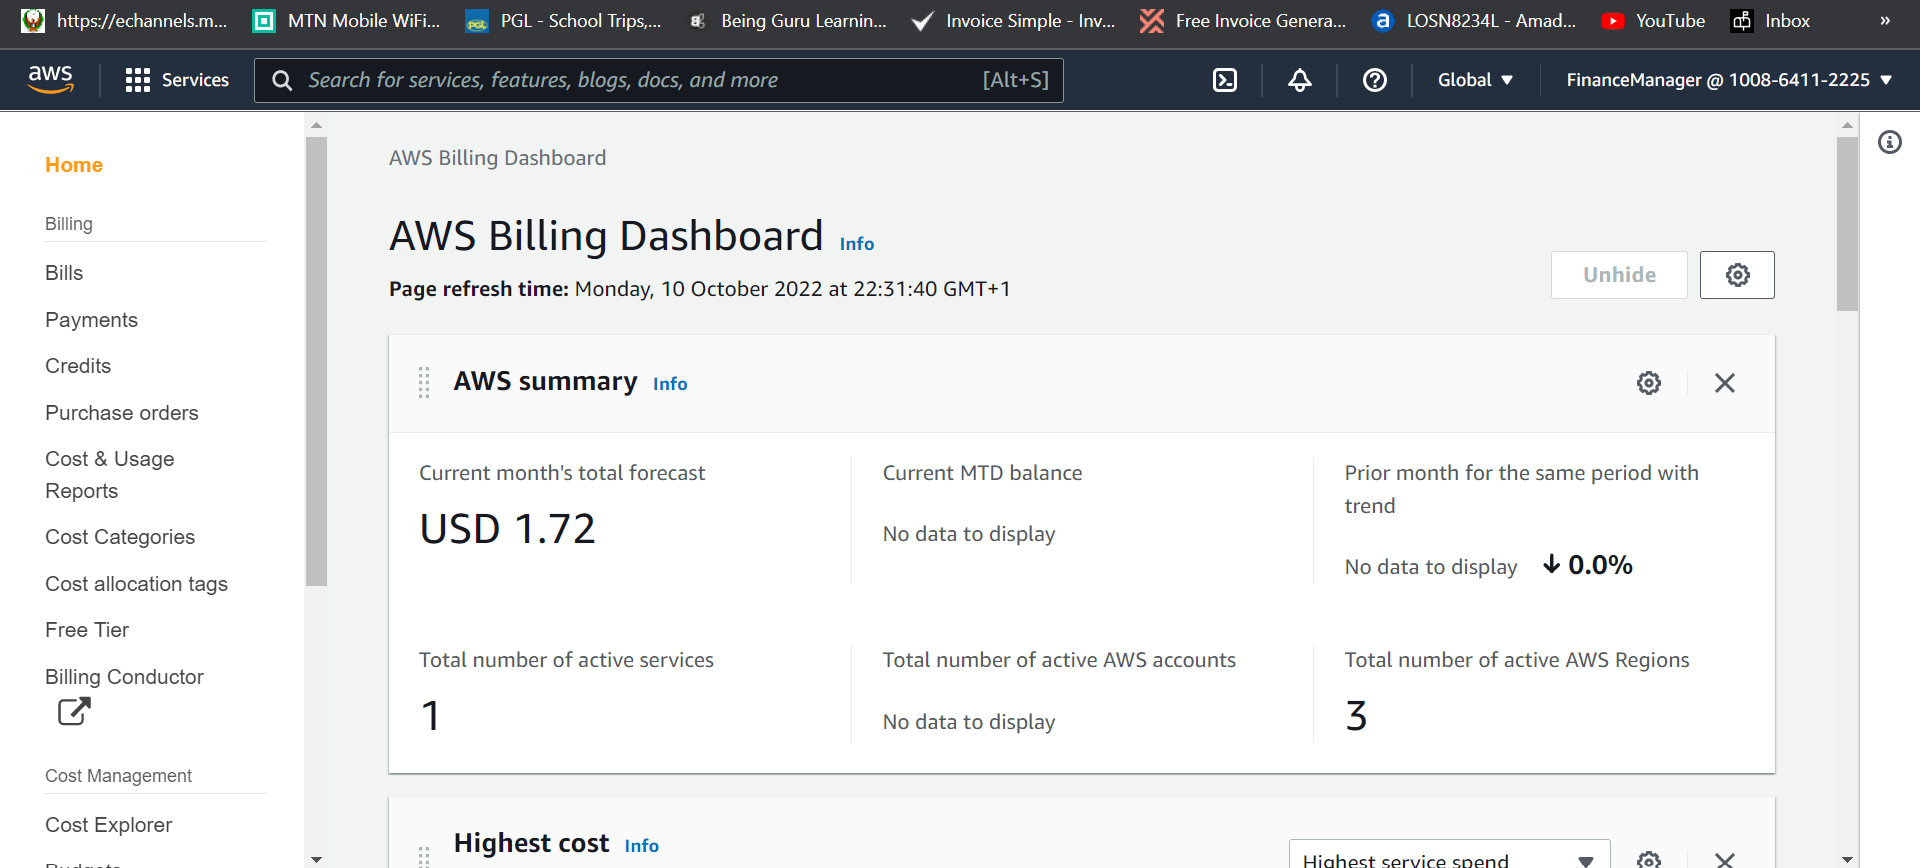 https://echannels.m...
MTN Mobile WiFi...
PGL - School Trips,...
Being Guru Learnin...
Invoice Simple - Inv...
Free Invoice Genera...
LOSN8234L - Amad...
YouTube
Inbox
»
aws
Services
Search for services, features, blogs, docs, and more
[Alt+S]
Global
FinanceManager @ 1008-6411-2225
Home
Billing
Bills
Payments
Credits
Purchase orders
Cost & Usage
Reports
Cost Categories
Cost allocation tags
Free Tier
Billing Conductor
Cost Management
Cost Explorer
Budgets
AWS Billing Dashboard
AWS Billing Dashboard Info
Page refresh time: Monday, 10 October 2022 at 22:31:40 GMT+1
Unhide
AWS summary Info
Current month's total forecast
USD 1.72
Current MTD balance
No data to display
Prior month for the same period with
trend
No data to display 0.0%
Total number of active services
1
Total number of active AWS accounts
No data to display
Total number of active AWS Regions
3
Highest cost Info
Highest service spend